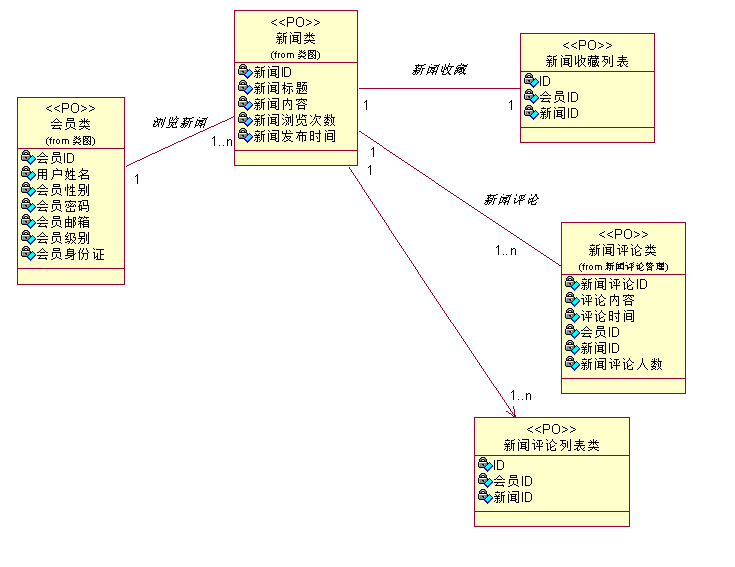 <<PO>>
会员类
(from 类图)
会员ID
用户姓名
会员性别
会员密码
会员邮箱
会员级别
会员身份证
浏览新闻
1
1..n
<<PO>>
新闻类
(from 类图)
新闻ID
新闻标题
新闻内容
新闻浏览次数
新闻发布时间
新闻收藏
1
1
<<PO>>
新闻收藏列表
ID
会员ID
新闻ID
1
新闻评论
1..n
<<PO>>
新闻评论类
(from 新闻评论管理)
新闻评论ID
评论内容
评论时间
会员ID
新闻ID
新闻评论人数
1
1..n
<<PO>>
新闻评论列表类
ID
会员ID
新闻ID